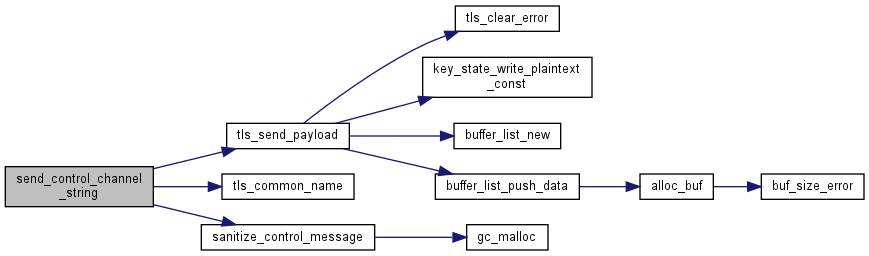 send_control_channel
_string
tls_send_payload
tls_clear_error
key_state_write_plaintext
_const
buffer_list_new
buffer_list_push_data
alloc_buf
buf_size_error
tls_common_name
sanitize_control_message
gc_malloc